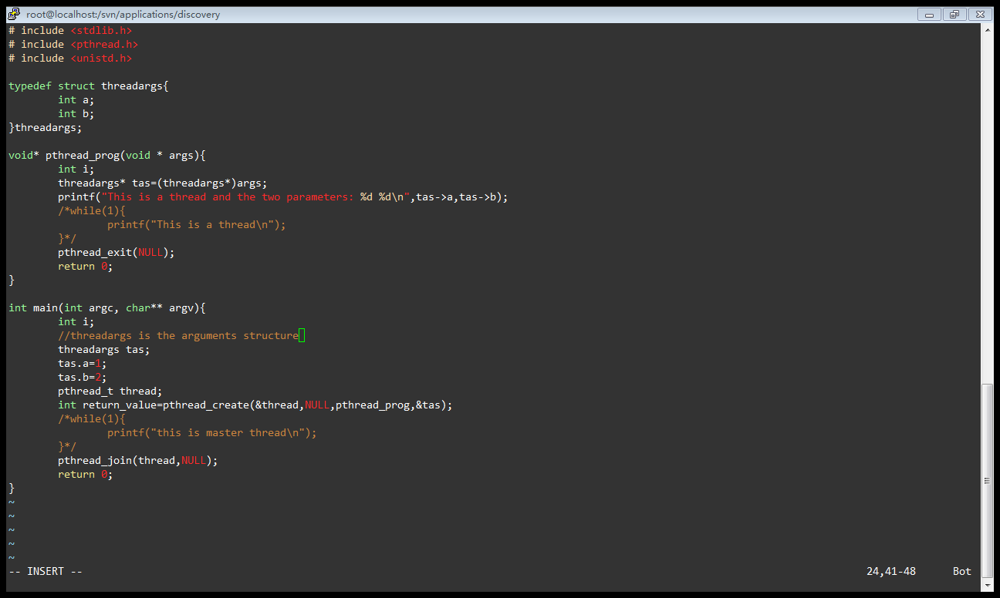 root@localhost:/svn/applications/discovery
# include <stdlib.h>
# include <pthread.h>
# include <unistd.h>

typedef struct threadargs{
        int a;
        int b;
}threadargs;

void* pthread_prog(void * args){
        int i;
        threadargs* tas=(threadargs*)args;
        printf("This is a thread and the two parameters: %d %d\n",tas->a,tas->b);
        /*while(1){
                printf("This is a thread\n");
        }*/
        pthread_exit(NULL);
        return 0;
}

int main(int argc, char** argv){
        int i;
        //threadargs is the arguments structure
        threadargs tas;
        tas.a=1;
        tas.b=2;
        pthread_t thread;
        int return_value=pthread_create(&thread,NULL,pthread_prog,&tas);
        /*while(1){
                printf("this is master thread\n");
        }*/
        pthread_join(thread,NULL);
        return 0;
}
~
~
~
~
~
-- INSERT -- 24,41-48 Bot